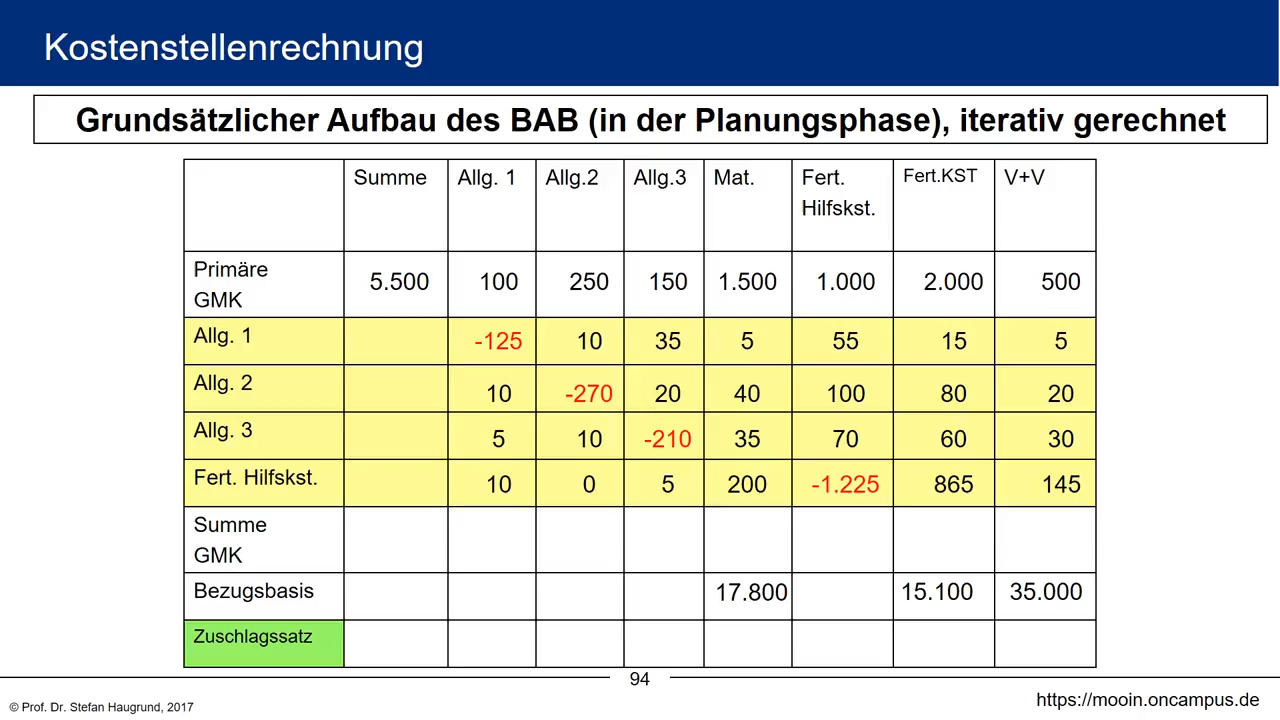 Kostenstellenrechnung
Grundsätzlicher Aufbau des BAB (in der Planungsphase), iterativ gerechnet
Summe Allg. 1 Allg.2 Allg.3 Mat. Fert. Hilfskst. Fert.KST V+V
Primäre GMK 5.500 100 250 150 1.500 1.000 2.000 500
Allg. 1 -125 10 35 5 55 15 5
Allg. 2 10 -270 20 40 100 80 20
Allg. 3 5 10 -210 35 70 60 30
Fert. Hilfskst. 10 0 5 200 -1.225 865 145
Summe GMK
Bezugsbasis 17.800 15.100 35.000
Zuschlagssatz
94
© Prof. Dr. Stefan Haugrund, 2017
https://mooin.oncampus.de